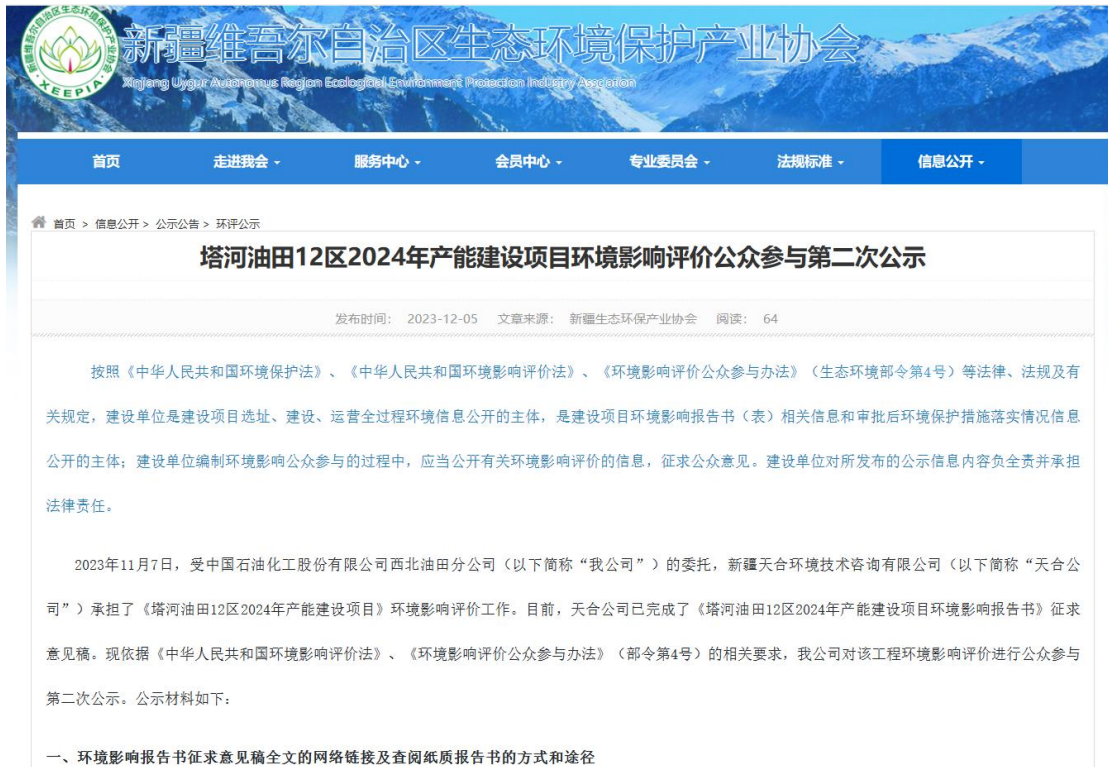 新疆维吾尔自治区生态环境保护产业协会
XEEPIA
首页 走进我会 服务中心 会员中心 专业委员会 法规标准 信息公开
首页 > 信息公开 > 公示公告 > 环评公示
塔河油田12区2024年产能建设项目环境影响评价公众参与第二次公示
发布时间： 2023-12-05 文章来源： 新疆生态环保产业协会 阅读： 64
按照《中华人民共和国环境保护法》、《中华人民共和国环境影响评价法》、《环境影响评价公众参与办法》（生态环境部令第4号）等法律、法规及有
关规定，建设单位是建设项目选址、建设、运营全过程环境信息公开的主体，是建设项目环境影响报告书（表）相关信息和审批后环境保护措施落实情况信息
公开的主体；建设单位编制环境影响公众参与的过程中，应当公开有关环境影响评价的信息，征求公众意见。建设单位对所发布的公示信息内容负全责并承担
法律责任。
2023年11月7日，受中国石油化工股份有限公司西北油田分公司（以下简称“我公司”）的委托，新疆天合环境技术咨询有限公司（以下简称“天合公
司”）承担了《塔河油田12区2024年产能建设项目》环境影响评价工作。目前，天合公司已完成了《塔河油田12区2024年产能建设项目环境影响报告书》征求
意见稿。现依据《中华人民共和国环境影响评价法》、《环境影响评价公众参与办法》（部令第4号）的相关要求，我公司对该工程环境影响评价进行公众参与
第二次公示。公示材料如下：
一、环境影响报告书征求意见稿全文的网络链接及查阅纸质报告书的方式和途径